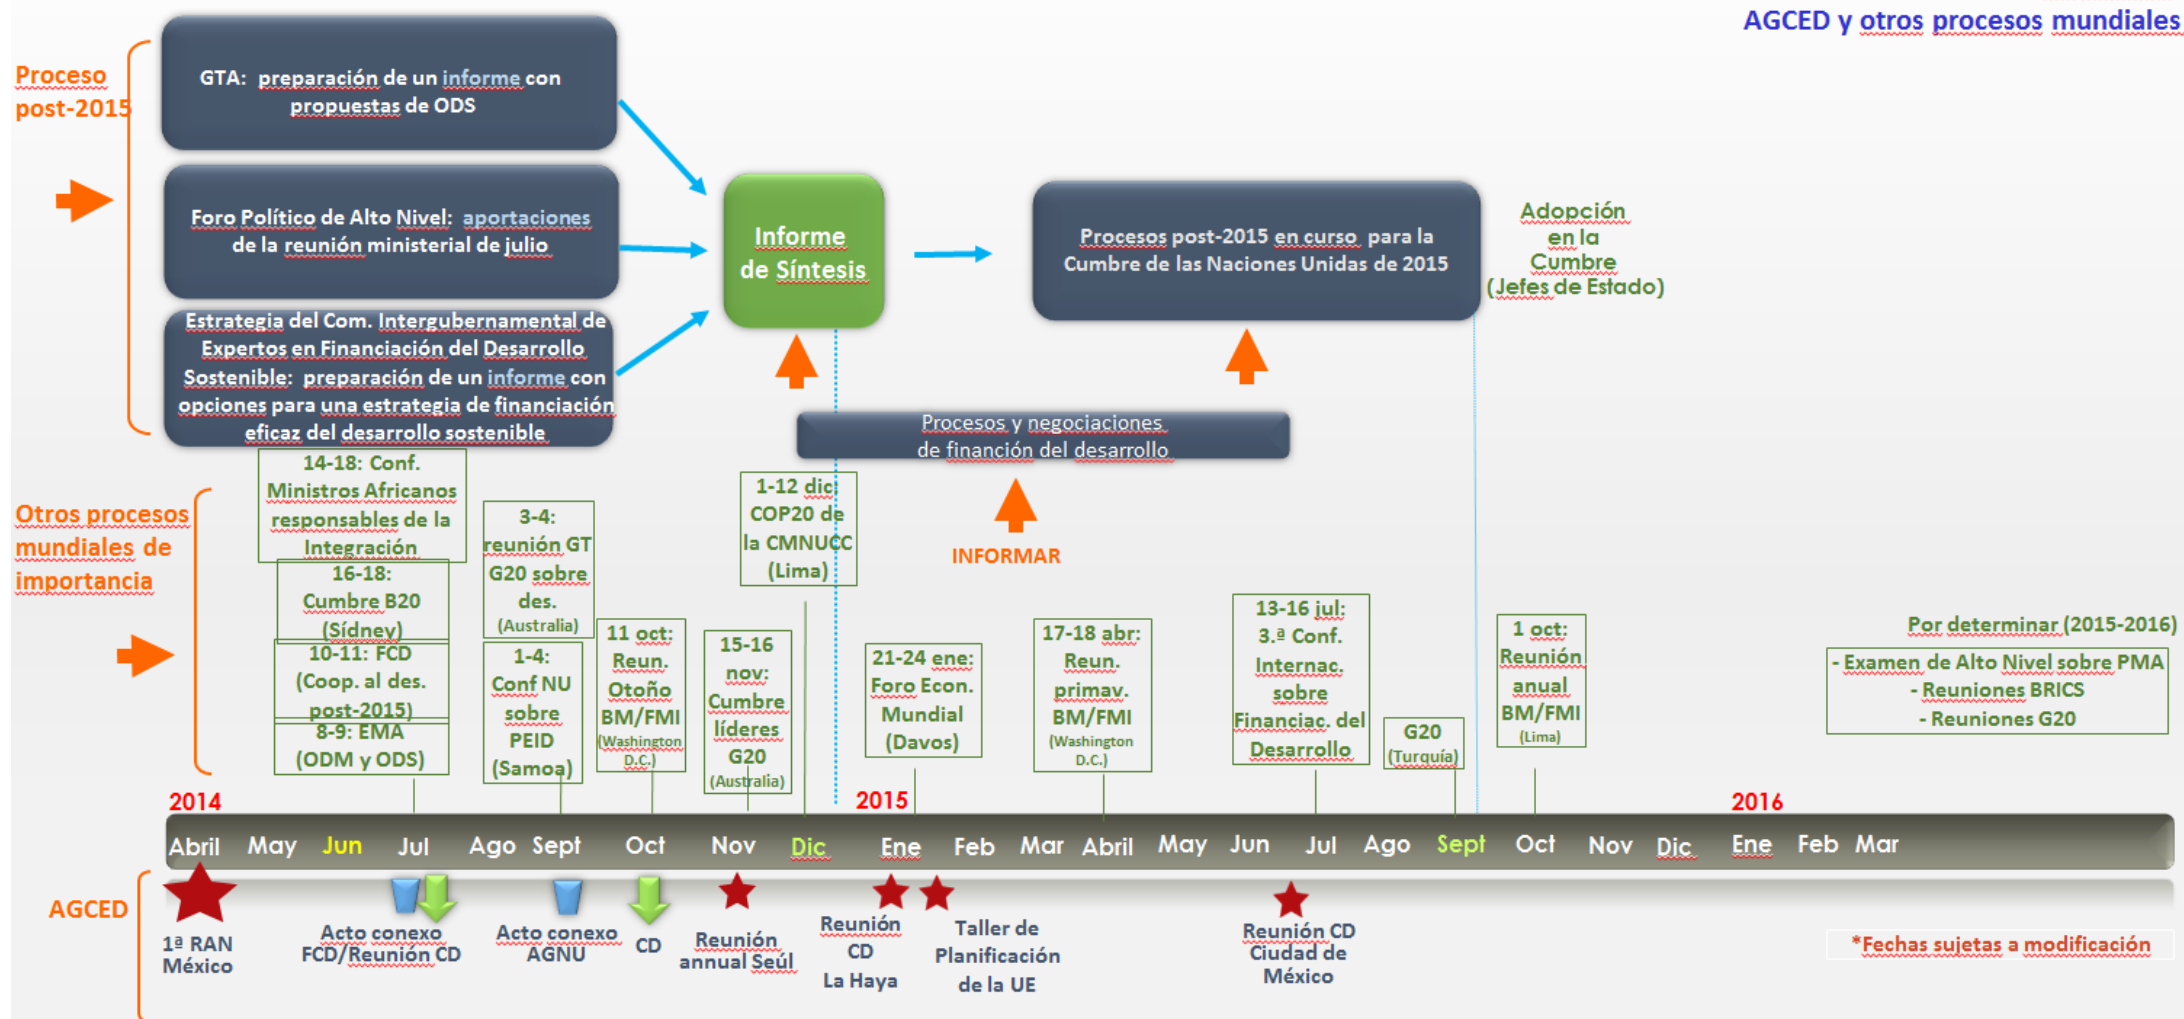 AGCED y otros procesos mundiales
Proceso
post-2015
GTA: preparación de un informe con
propuestas de ODS
Foro Político de Alto Nivel: aportaciones
de la reunión ministerial de julio
Estrategia del Com. Intergubernamental de
Expertos en Financiación del Desarrollo
Sostenible: preparación de un informe con
opciones para una estrategia de financiación
eficaz del desarrollo sostenible
Informe
de Síntesis
Procesos post-2015 en curso para la
Cumbre de las Naciones Unidas de 2015
Adopción
en la
Cumbre
(Jefes de Estado)
Procesos y negociaciones
de financión del desarrollo
INFORMAR
Otros procesos
mundiales de
importancia
14-18: Conf.
Ministros Africanos
responsables de la
Integración
16-18:
Cumbre B20
(Sídney)
10-11: FCD
(Coop. al des.
post-2015)
8-9: EMA
(ODM y ODS)
3-4:
reunión GT
G20 sobre
des.
(Australia)
1-4:
Conf NU
sobre
PEID
(Samoa)
11 oct:
Reun.
Otoño
BM/FMI
(Washington
D.C.)
15-16
nov:
Cumbre
líderes
G20
(Australia)
1-12 dic:
COP20 de
la CMNUCC
(Lima)
21-24 ene:
Foro Econ.
Mundial
(Davos)
17-18 abr:
Reun.
primav.
BM/FMI
(Washington
D.C.)
13-16 jul:
3.ª Conf.
Internac.
sobre
Financiac. del
Desarrollo
G20
(Turquía)
1 oct:
Reunión
anual
BM/FMI
(Lima)
Por determinar (2015-2016)
- Examen de Alto Nivel sobre PMA
- Reuniones BRICS
- Reuniones G20
2014 2015 2016
Abril May Jun Jul Ago Sept Oct Nov Dic Ene Feb Mar Abril May Jun Jul Ago Sept Oct Nov Dic Ene Feb Mar
AGCED
1ª RAN
México
Acto conexo
FCD/Reunión CD
Acto conexo
AGNU
CD
Reunión
annual Seúl
Reunión
CD
La Haya
Taller de
Planificación
de la UE
Reunión CD
Ciudad de
México
*Fechas sujetas a modificación